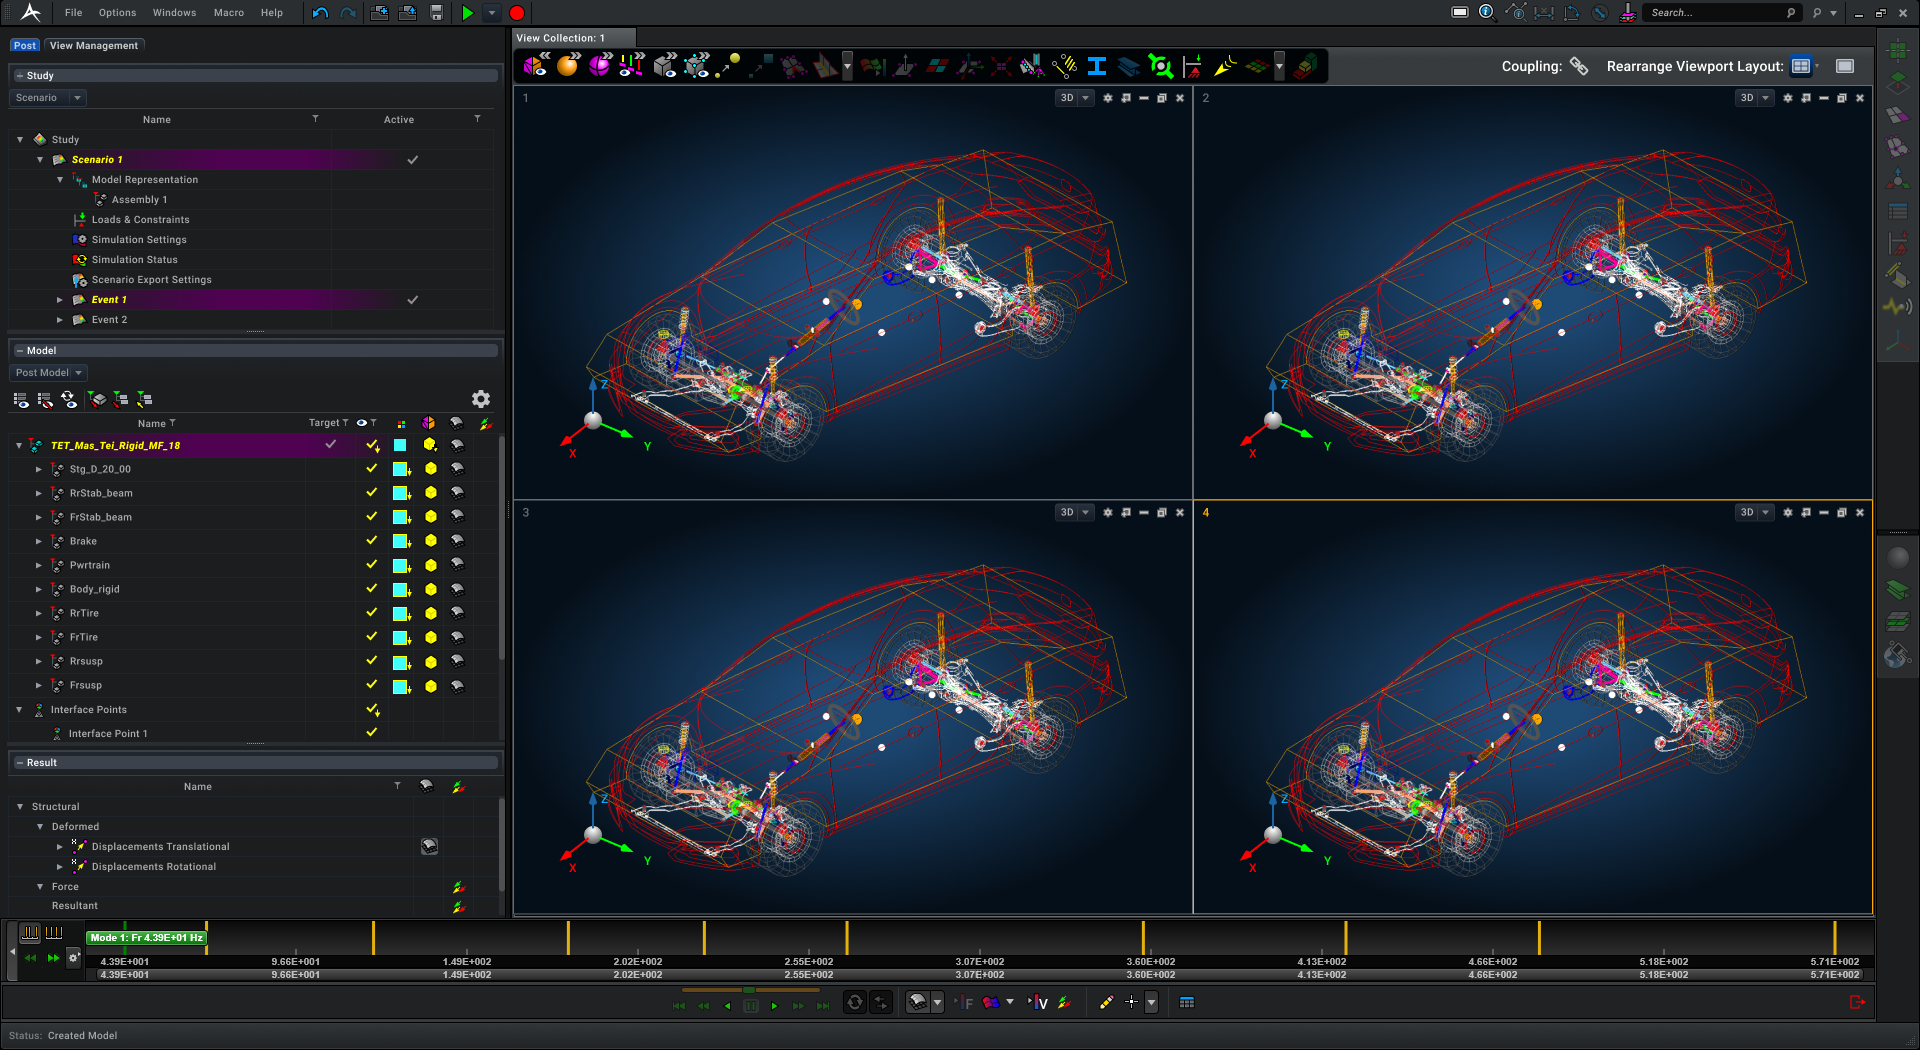 File Options Windows Macro Help Search...
Post View Management
View Collection: 1
Study
Scenario
Name Active
Study
Scenario 1
Model Representation
Assembly 1
Loads & Constraints
Simulation Settings
Simulation Status
Scenario Export Settings
Event 1
Event 2
Model
Post Model
Name Target
TET_Mas_Tei_Rigid_MF_18
Stg_D_20_00
RrStab_beam
FrStab_beam
Brake
Pwrtrain
Body_rigid
RrTire
FrTire
Rrsusp
Frsusp
Interface Points
Interface Point 1
Result
Name
Structural
Deformed
Displacements Translational
Displacements Rotational
Force
Resultant
Coupling: Rearrange Viewport Layout:
1 3D
Z
Y
X
2 3D
Z
Y
X
3 3D
Z
Y
X
4 3D
Z
Y
X
Mode 1: Fr 4.39E+01 Hz
4.39E+001 9.66E+001 1.49E+002 2.02E+002 2.55E+002 3.07E+002 3.60E+002 4.13E+002 4.66E+002 5.18E+002 5.71E+002
4.39E+001 9.66E+001 1.49E+002 2.02E+002 2.55E+002 3.07E+002 3.60E+002 4.13E+002 4.66E+002 5.18E+002 5.71E+002
F V
Status: Created Model